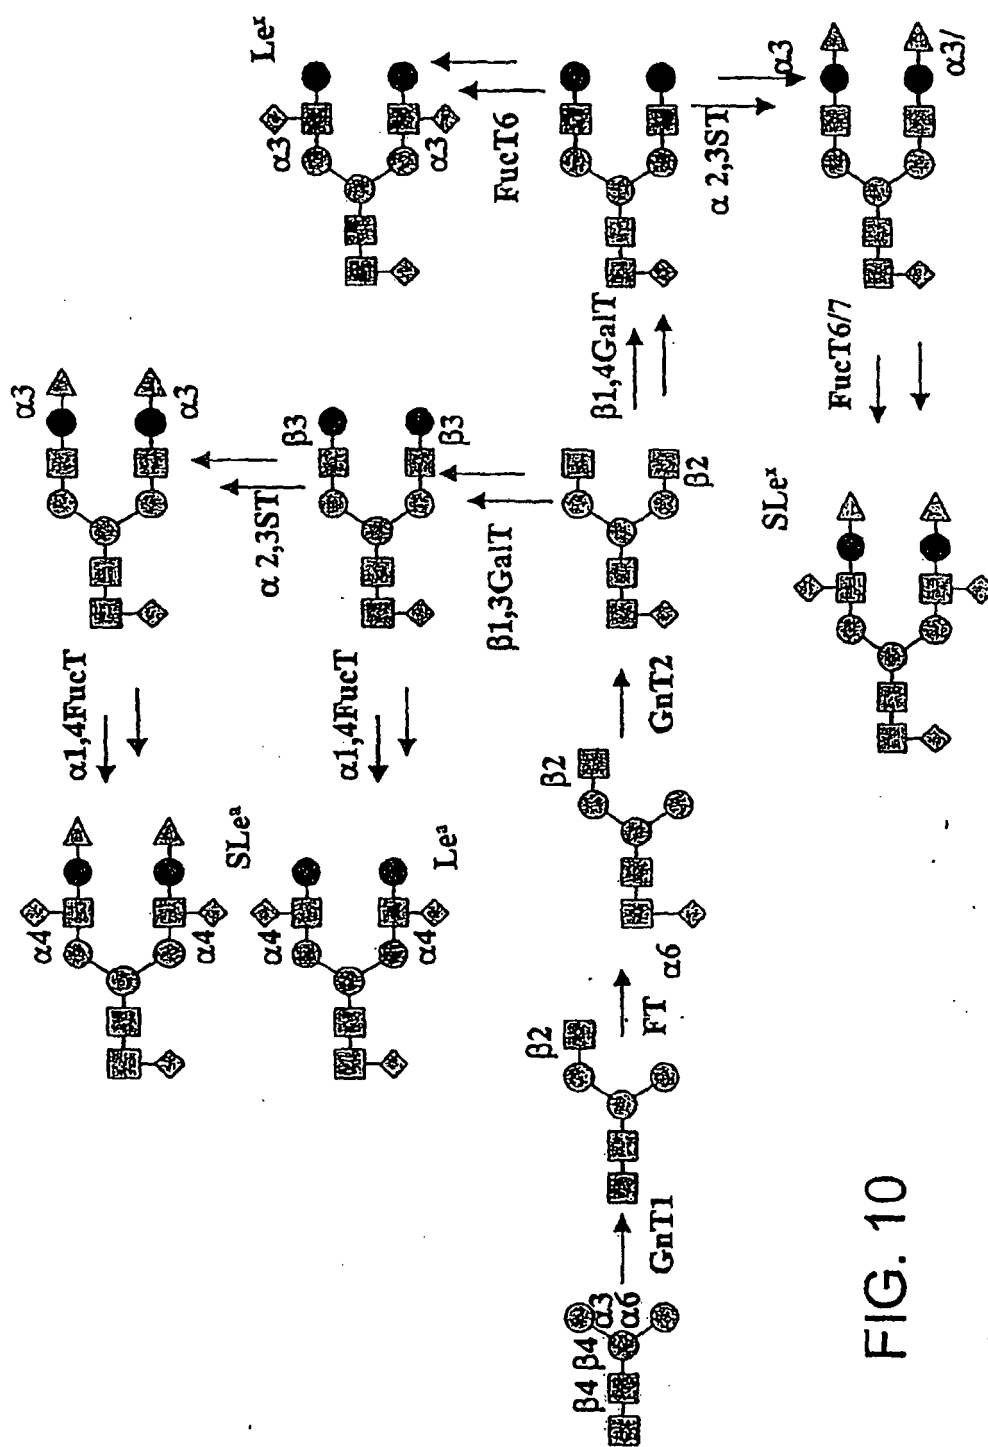 α1,4FucT
α4
α4
SLeᵃ
α3
α3
α 2,3ST
α1,4FucT
α4
α4
Leᵃ
β3
β3
β1,3GalT
Leˣ
α3
α3
FucT6
β4 β4
α3
α6
GnT1
β2
FT
β2
α6
GnT2
β2
β1,4GalT
α 2,3ST
α3
α3/
FucT6/7
SLeˣ
FIG. 10